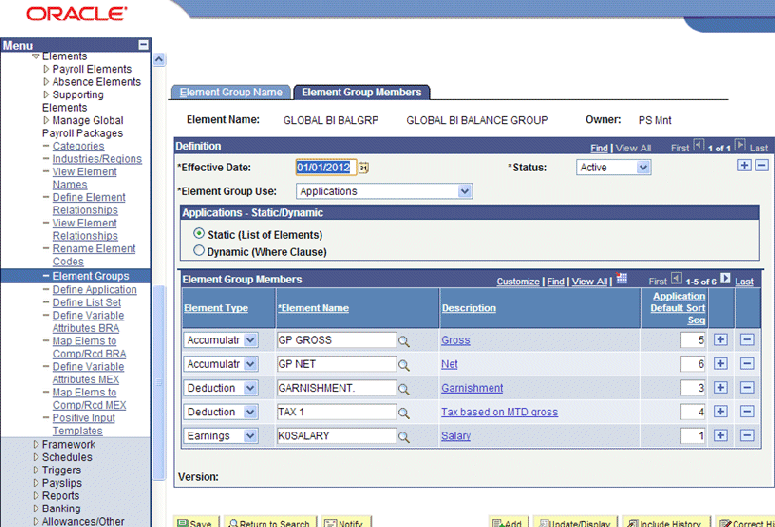 ORACLE
Menu
Elements
Payroll Elements
Absence Elements
Supporting
Elements
Manage Global
Payroll Packages
Categories
Industries/Regions
View Element
Names
Define Element
Relationships
View Element
Relationships
Rename Element
Codes
Element Groups
Define Application
Define List Set
Define Variable
Attributes BRA
Map Elems to
Comp/Rcd BRA
Define Variable
Attributes MEX
Map Elems to
Comp/Rcd MEX
Positive Input
Templates
Framework
Schedules
Triggers
Payslips
Reports
Banking
Allowances/Other
Element Group Name Element Group Members
Element Name: GLOBAL BI BALGRP GLOBAL BI BALANCE GROUP Owner: PS Mnt
Definition Find | View All First 1 of 1 Last
*Effective Date: 01/01/2012 *Status: Active
*Element Group Use: Applications
Applications - Static/Dynamic
Static (List of Elements)
Dynamic (Where Clause)
Element Group Members Customize | Find | View All | First 1-5 of 6 Last
Element Type *Element Name Description Application Default Sort Seq
Accumulatr GP GROSS Gross 5
Accumulatr GP NET Net 6
Deduction GARNISHMENT. Garnishment 3
Deduction TAX 1 Tax based on MTD gross 4
Earnings K0SALARY Salary 1
Version:
Save Return to Search Notify Add Update/Display Include History Correct Hi